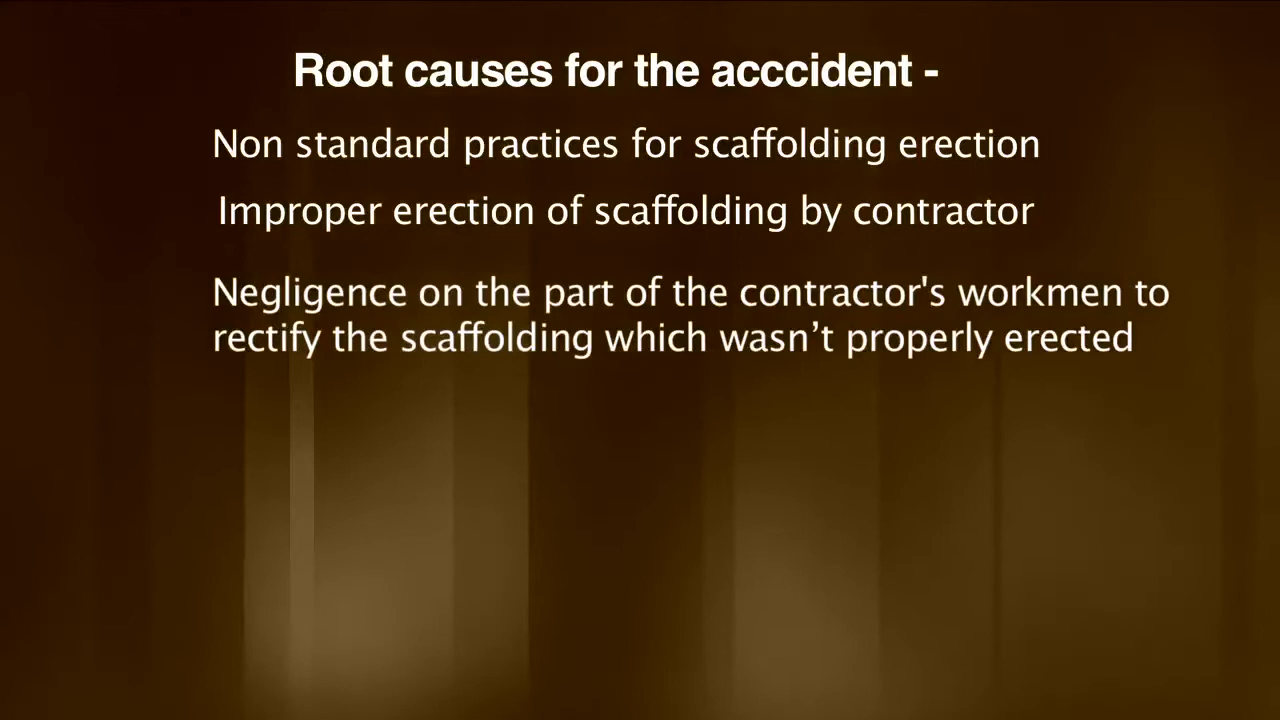 Root causes for the acccident -
Non standard practices for scaffolding erection
Improper erection of scaffolding by contractor
Negligence on the part of the contractor's workmen to
rectify the scaffolding which wasn’t properly erected